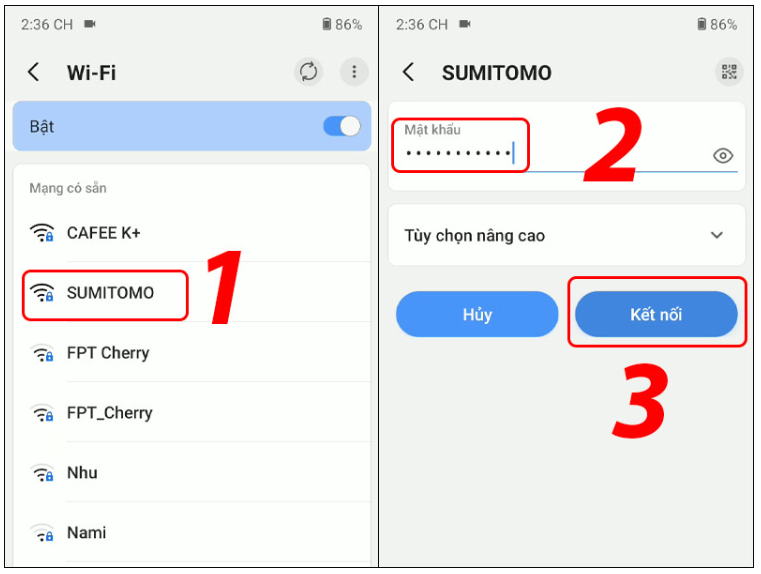 2:36 CH
86%
Wi-Fi
Bật
Mạng có sẵn
CAFEE K+
SUMITOMO
1
FPT Cherry
FPT_Cherry
Nhu
Nami
2:36 CH
86%
SUMITOMO
Mật khẩu
•••••••••••
2
Tùy chọn nâng cao
Hủy
Kết nối
3